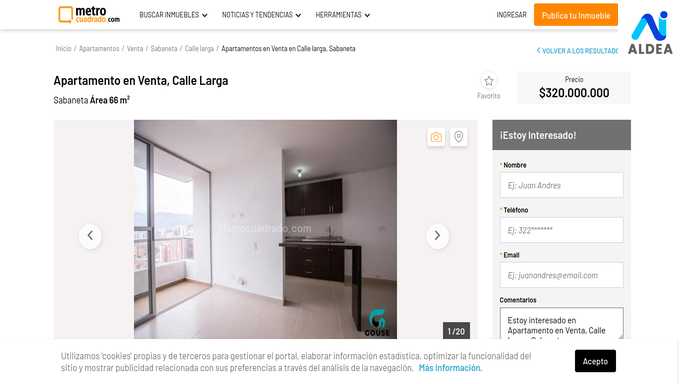 metro
cuadrado.com
BUSCAR INMUEBLES
NOTICIAS Y TENDENCIAS
HERRAMIENTAS
INGRESAR
Publica tu Inmueble
ALDEA
Inicio / Apartamentos / Venta / Sabaneta / Calle larga / Apartamentos en Venta en Calle larga, Sabaneta
VOLVER A LOS RESULTADO
Apartamento en Venta, Calle Larga
Sabaneta Área 66 m²
Favorito
Precio
$320.000.000
metrocuadrado.com
GOUSE
1 / 20
¡Estoy Interesado!
* Nombre
Ej: Juan Andres
* Teléfono
Ej: 322*******
* Email
Ej: juanandres@email.com
Comentarios
Estoy interesado en
Apartamento en Venta, Calle
Utilizamos 'cookies' propias y de terceros para gestionar el portal, elaborar información estadística, optimizar la funcionalidad del
sitio y mostrar publicidad relacionada con sus preferencias a través del análisis de la navegación. Más Información.
Acepto